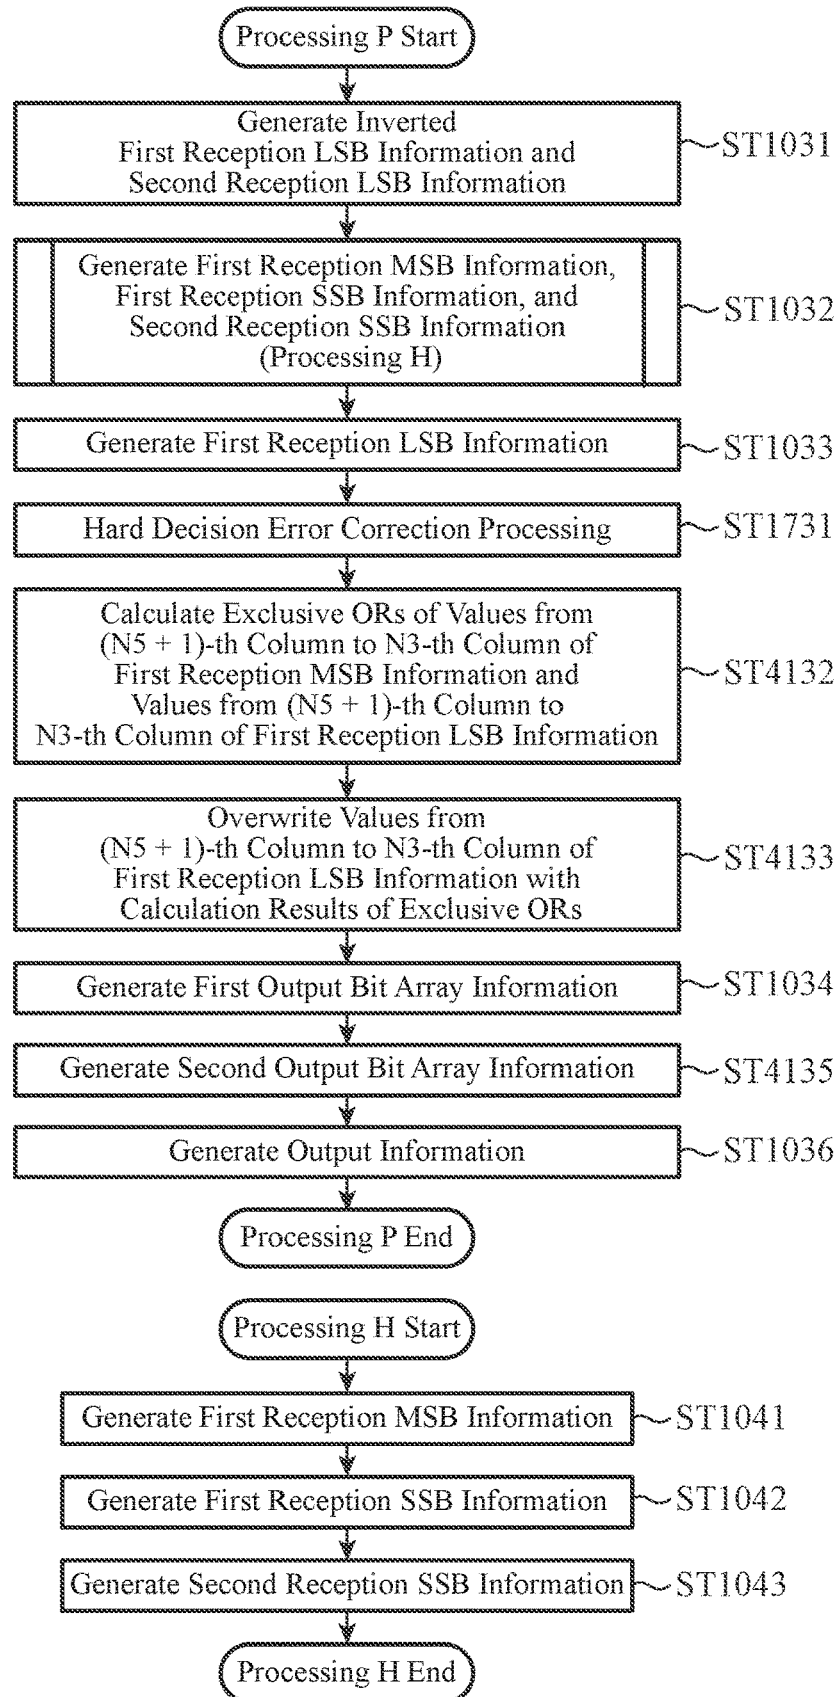 Processing P Start
Generate Inverted
First Reception LSB Information and
Second Reception LSB Information
ST1031
Generate First Reception MSB Information,
First Reception SSB Information, and
Second Reception SSB Information
(Processing H)
ST1032
Generate First Reception LSB Information
ST1033
Hard Decision Error Correction Processing
ST1731
Calculate Exclusive ORs of Values from
(N5 + 1)-th Column to N3-th Column of
First Reception MSB Information and
Values from (N5 + 1)-th Column to
N3-th Column of First Reception LSB Information
ST4132
Overwrite Values from
(N5 + 1)-th Column to N3-th Column of
First Reception LSB Information with
Calculation Results of Exclusive ORs
ST4133
Generate First Output Bit Array Information
ST1034
Generate Second Output Bit Array Information
ST4135
Generate Output Information
ST1036
Processing P End
Processing H Start
Generate First Reception MSB Information
ST1041
Generate First Reception SSB Information
ST1042
Generate Second Reception SSB Information
ST1043
Processing H End